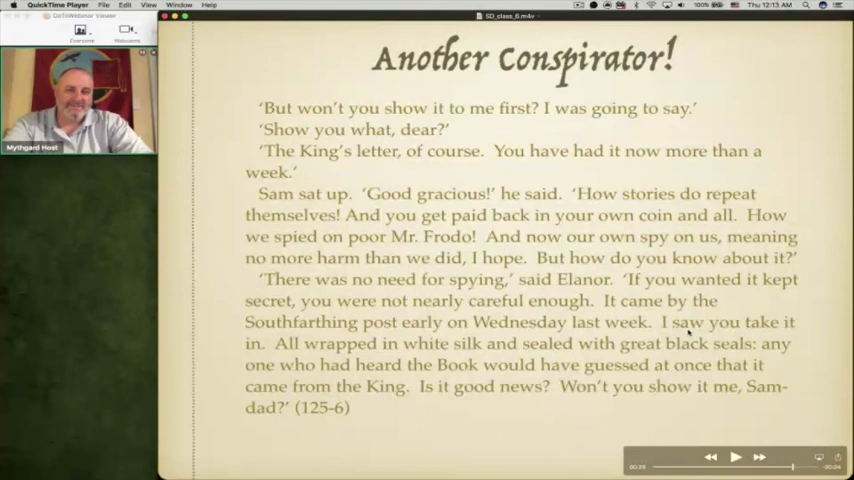 QuickTime Player File Edit View Window Help
100% Thu 12:13 AM
GoToWebinar Viewer
SD_class_6.m4v
Everyone Webcams
Mythgard Host
Another Conspirator!
‘But won’t you show it to me first? I was going to say.’
‘Show you what, dear?’
‘The King’s letter, of course. You have had it now more than a
week.’
Sam sat up. ‘Good gracious!’ he said. ‘How stories do repeat
themselves! And you get paid back in your own coin and all. How
we spied on poor Mr. Frodo! And now our own spy on us, meaning
no more harm than we did, I hope. But how do you know about it?’
‘There was no need for spying,’ said Elanor. ‘If you wanted it kept
secret, you were not nearly careful enough. It came by the
Southfarthing post early on Wednesday last week. I saw you take it
in. All wrapped in white silk and sealed with great black seals: any
one who had heard the Book would have guessed at once that it
came from the King. Is it good news? Won’t you show it me, Sam-
dad?’ (125-6)